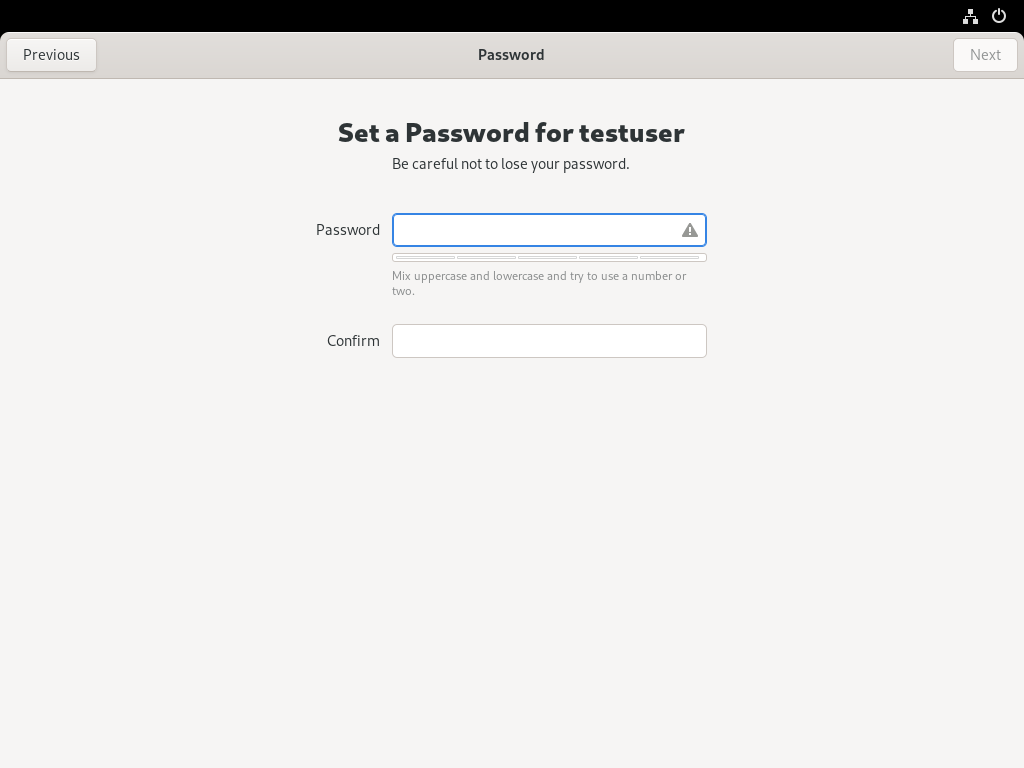 Previous
Password
Next
Set a Password for testuser
Be careful not to lose your password.
Password
Mix uppercase and lowercase and try to use a number or
two.
Confirm